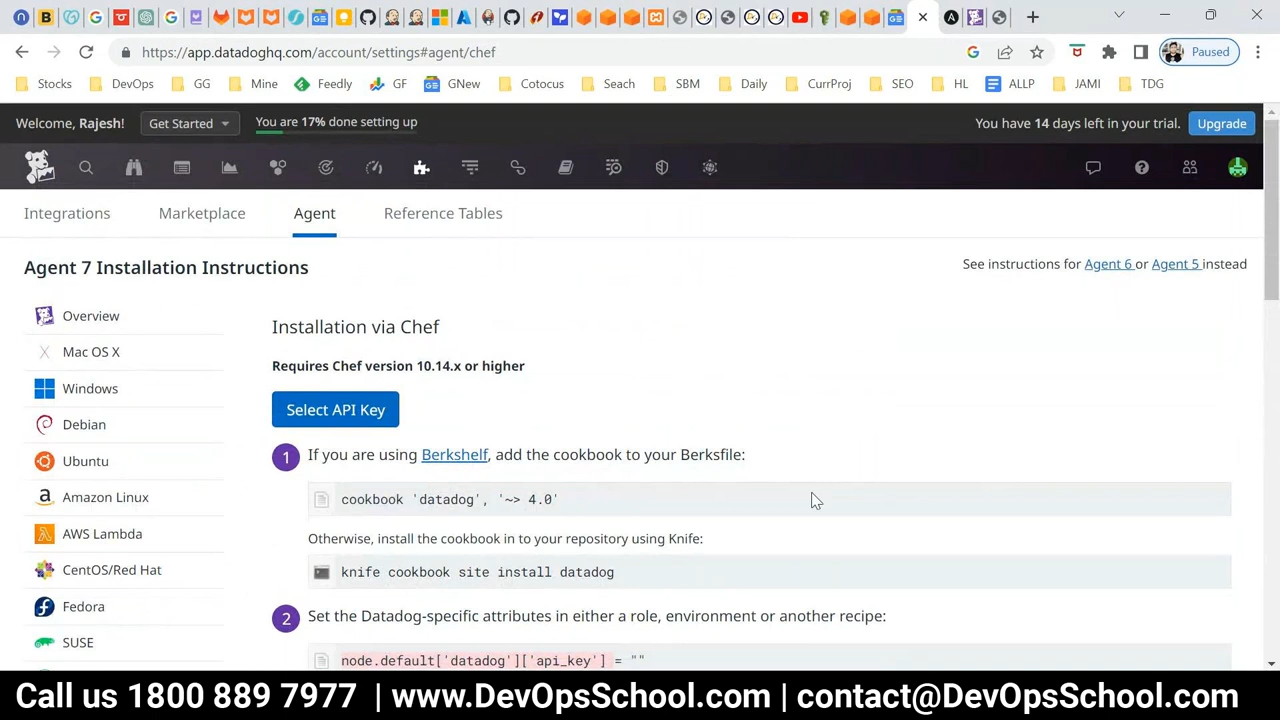 https://app.datadoghq.com/account/settings#agent/chef
Paused
Stocks
DevOps
GG
Mine
Feedly
GF
GNew
Cotocus
Seach
SBM
Daily
CurrProj
SEO
HL
ALLP
JAMI
TDG
Welcome, Rajesh!
Get Started
You are 17% done setting up
You have 14 days left in your trial.
Upgrade
Integrations
Marketplace
Agent
Reference Tables
Agent 7 Installation Instructions
See instructions for Agent 6 or Agent 5 instead
Overview
Mac OS X
Windows
Debian
Ubuntu
Amazon Linux
AWS Lambda
CentOS/Red Hat
Fedora
SUSE
Installation via Chef
Requires Chef version 10.14.x or higher
Select API Key
1 If you are using Berkshelf, add the cookbook to your Berksfile:
cookbook 'datadog', '~> 4.0'
Otherwise, install the cookbook in to your repository using Knife:
knife cookbook site install datadog
2 Set the Datadog-specific attributes in either a role, environment or another recipe:
node.default['datadog']['api_key'] = ""
Call us 1800 889 7977 | www.DevOpsSchool.com | contact@DevOpsSchool.com